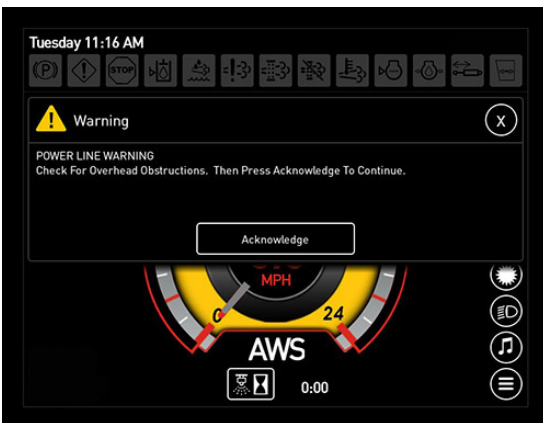 Tuesday 11:16 AM
(P) STOP
Warning
X
POWER LINE WARNING
Check For Overhead Obstructions. Then Press Acknowledge To Continue.
Acknowledge
MPH
0 24
AWS
0:00